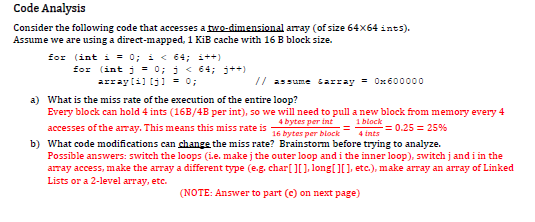 Code Analysis
Consider the following code that accesses a two-dimensional array (of size 64×64 ints).
Assume we are using a direct-mapped, 1 KiB cache with 16 B block size.
for (int i = 0; i < 64; i++)
for (int j = 0; j < 64; j++)
array[i][j] = 0; // assume &array = 0x600000
a) What is the miss rate of the execution of the entire loop?
Every block can hold 4 ints (16B/4B per int), so we will need to pull a new block from memory every 4
accesses of the array. This means this miss rate is 4 bytes per int / 16 bytes per block = 1 block / 4 ints = 0.25 = 25%
b) What code modifications can change the miss rate? Brainstorm before trying to analyze.
Possible answers: switch the loops (i.e. make j the outer loop and i the inner loop), switch j and i in the
array access, make the array a different type (e.g. char[][], long[][], etc.), make array an array of Linked
Lists or a 2-level array, etc.
(NOTE: Answer to part (c) on next page)